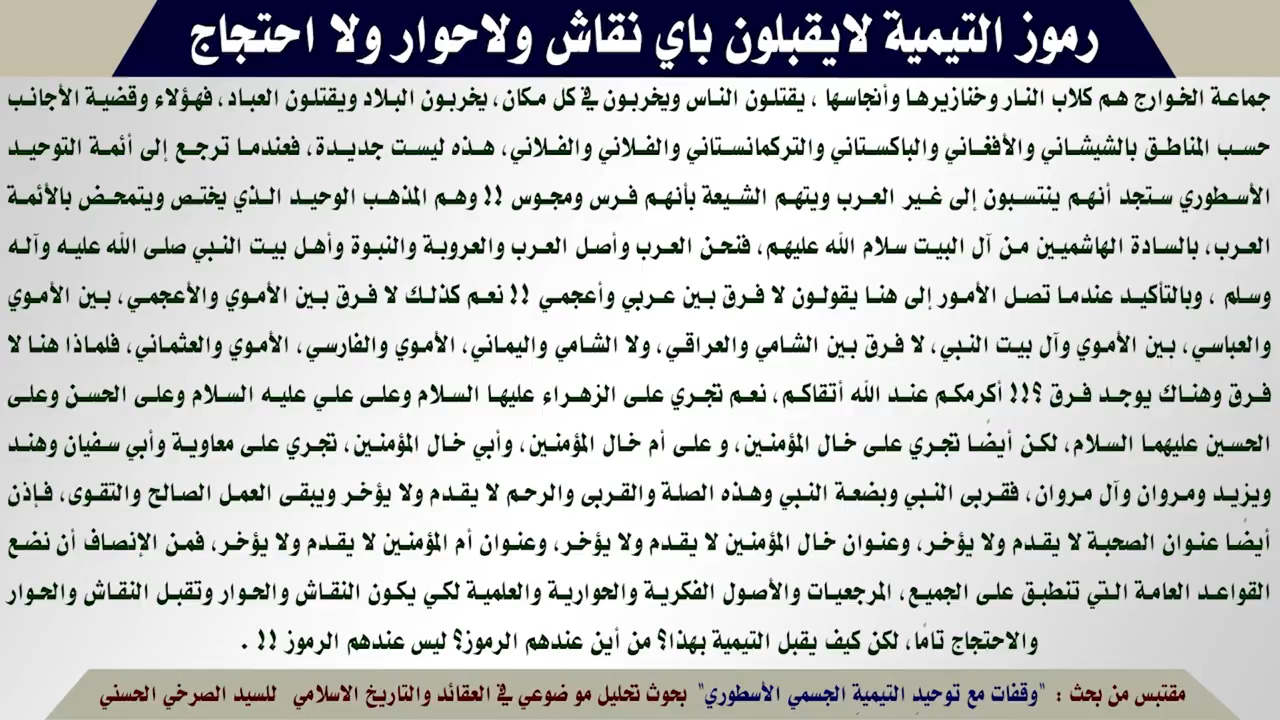 رموز التيمية لايقبلون باي نقاش ولاحوار ولا احتجاج
جماعة الخوارج هم كلاب النار وخنازيرها وأنجاسها ، يقتلون الناس ويخربون في كل مكان، يخربون البلاد ويقتلون العباد، فهؤلاء وقضية الأجانب
حسب المناطق بالشيشاني والأفغاني والباكستاني والتركمانستاني والفلاني والفلاني، هذه ليست جديدة، فعندما ترجع إلى أئمة التوحيد
الأسطوري ستجد أنهم ينتسبون إلى غير العرب ويتهم الشيعة بأنهم فرس ومجوس !! وهم المذهب الوحيد الذي يختص ويتمحض بالأئمة
العرب، بالسادة الهاشميين من آل البيت سلام الله عليهم، فنحن العرب وأصل العرب والعروبة والنبوة وأهل بيت النبي صلى الله عليه وآله
وسلم ، وبالتأكيد عندما تصل الأمور إلى هنا يقولون لا فرق بين عربي وأعجمي !! نعم كذلك لا فرق بين الأموي والأعجمي، بين الأموي
والعباسي، بين الأموي وآل بيت النبي، لا فرق بين الشامي والعراقي، ولا الشامي واليماني، الأموي والفارسي، الأموي والعثماني، فلماذا هنا لا
فرق وهناك يوجد فرق ؟!! أكرمكم عند الله أتقاكم، نعم تجري على الزهراء عليها السلام وعلى علي عليه السلام وعلى الحسن وعلى
الحسين عليهما السلام، لكن أيضًا تجري على خال المؤمنين، و على أم خال المؤمنين، وأبي خال المؤمنين، تجري على معاوية وأبي سفيان وهند
ويزيد ومروان وآل مروان، فقربى النبي وبضعة النبي وهذه الصلة والقربى والرحم لا يقدم ولا يؤخر ويبقى العمل الصالح والتقوى، فإذن
أيضًا عنوان الصحبة لا يقدم ولا يؤخر، وعنوان خال المؤمنين لا يقدم ولا يؤخر، وعنوان أم المؤمنين لا يقدم ولا يؤخر، فمن الإنصاف أن نضع
القواعد العامة التي تنطبق على الجميع، المرجعيات والأصول الفكرية والحوارية والعلمية لكي يكون النقاش والحوار وتقبل النقاش والحوار
والاحتجاج تامًا، لكن كيف يقبل التيمية بهذا؟ من أين عندهم الرموز؟ ليس عندهم الرموز !! .
مقتبس من بحث : "وقفات مع توحيد التيمية الجسمي الأسطوري" بحوث تحليل مو ضوعي في العقائد والتاريخ الاسلامي للسيد الصرخي الحسني